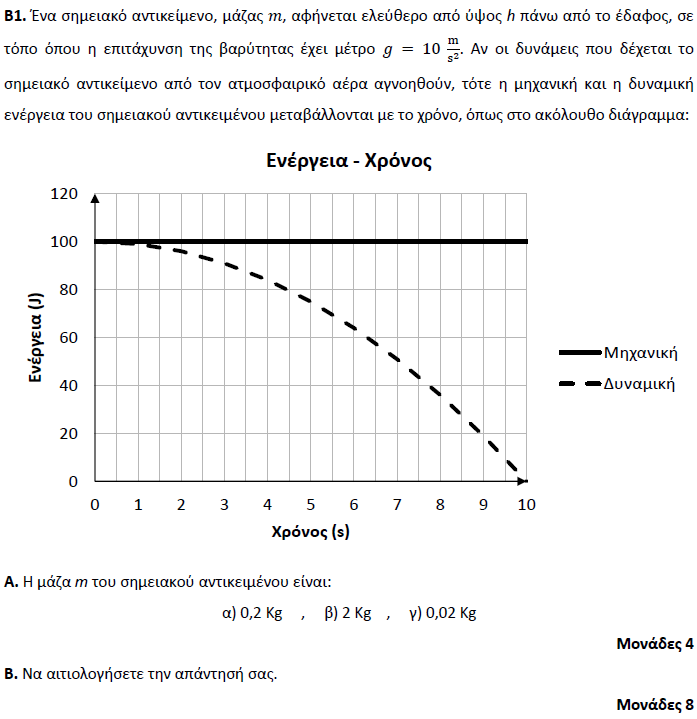 Β1. Ένα σημειακό αντικείμενο, μάζας m, αφήνεται ελεύθερο από ύψος h πάνω από το έδαφος, σε
τόπο όπου η επιτάχυνση της βαρύτητας έχει μέτρο g = 10 m/s². Αν οι δυνάμεις που δέχεται το
σημειακό αντικείμενο από τον ατμοσφαιρικό αέρα αγνοηθούν, τότε η μηχανική και η δυναμική
ενέργεια του σημειακού αντικειμένου μεταβάλλονται με το χρόνο, όπως στο ακόλουθο διάγραμμα:
Ενέργεια - Χρόνος
120
100
80
60
40
20
0
Ενέργεια (J)
0 1 2 3 4 5 6 7 8 9 10
Χρόνος (s)
Μηχανική
Δυναμική
Α. Η μάζα m του σημειακού αντικειμένου είναι:
α) 0,2 Kg , β) 2 Kg , γ) 0,02 Kg
Μονάδες 4
Β. Να αιτιολογήσετε την απάντησή σας.
Μονάδες 8